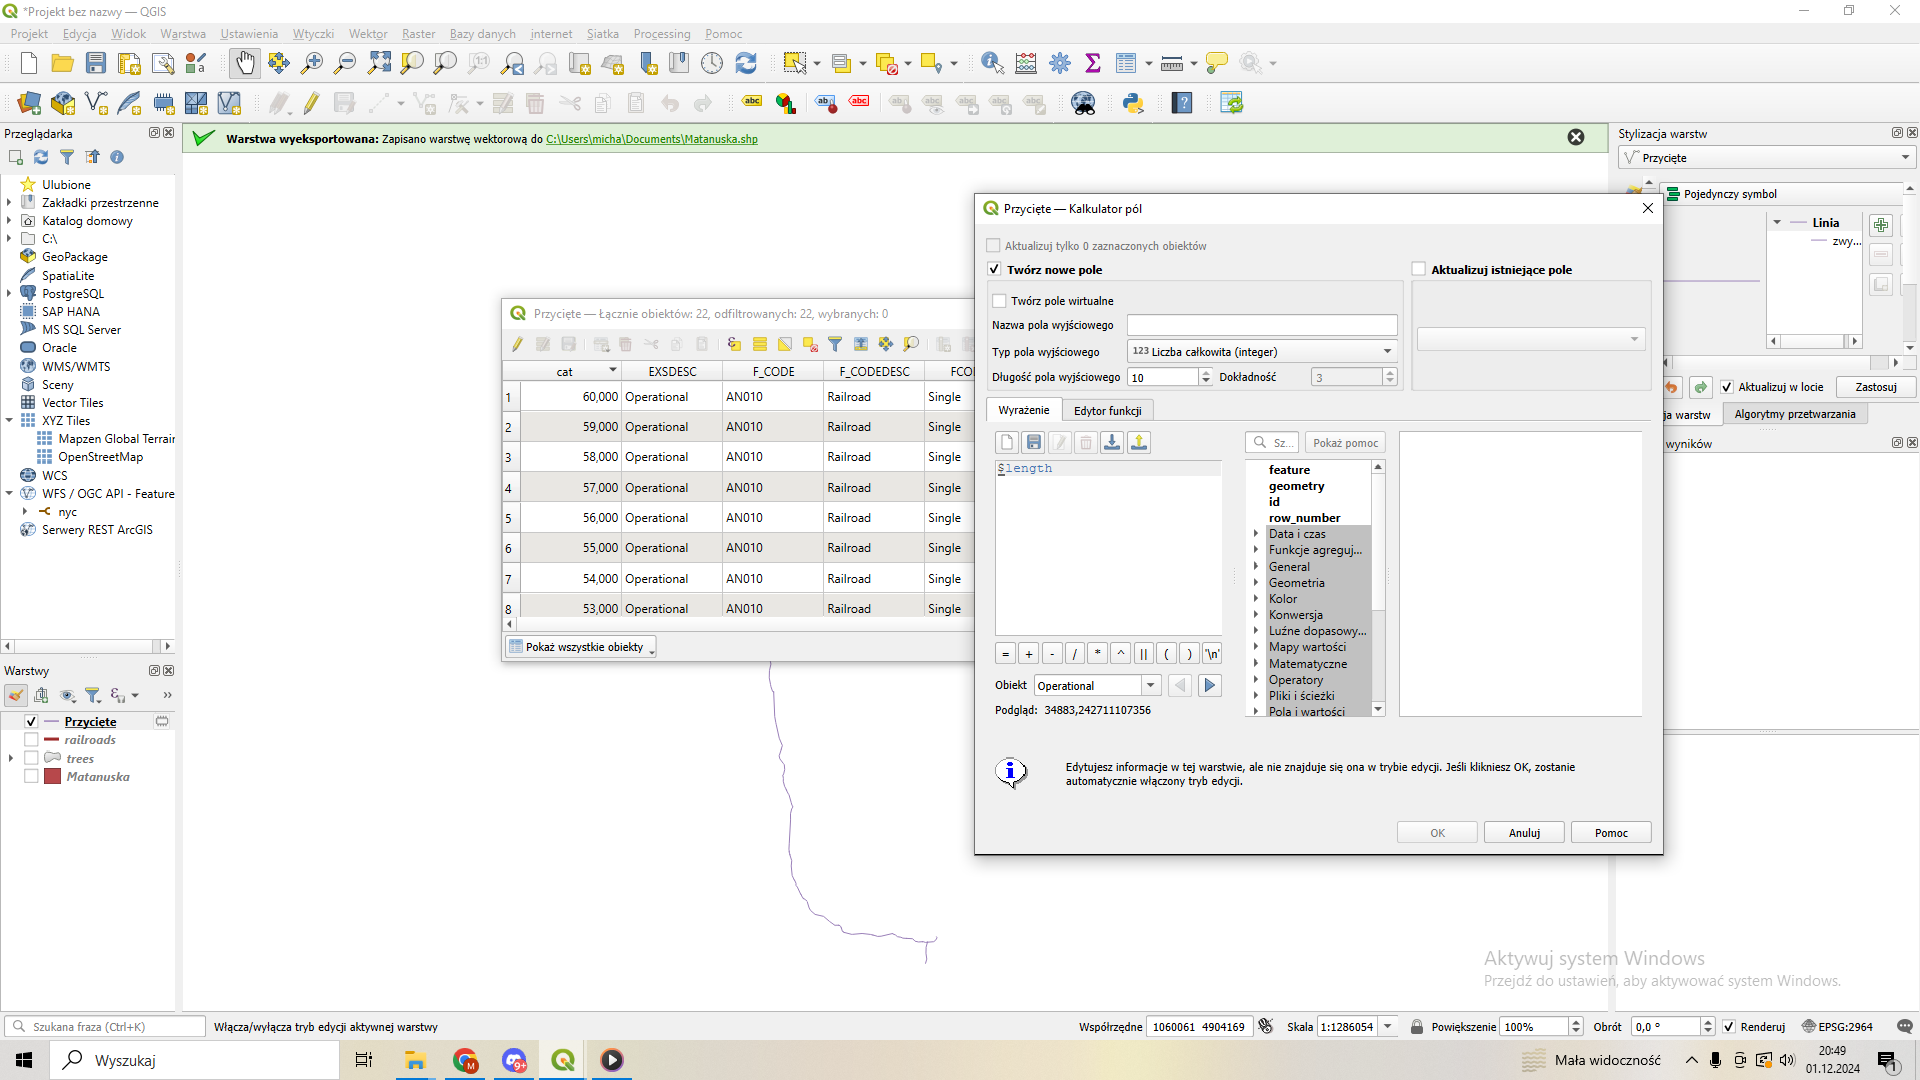 *Projekt bez nazwy — QGIS
Projekt Edycja Widok Warstwa Ustawienia Wtyczki Wektor Raster Bazy danych internet Siatka Processing Pomoc
Przeglądarka
Ulubione
Zakładki przestrzenne
Katalog domowy
C:\
GeoPackage
SpatiaLite
PostgreSQL
SAP HANA
MS SQL Server
Oracle
WMS/WMTS
Sceny
Vector Tiles
XYZ Tiles
Mapzen Global Terrain
OpenStreetMap
WCS
WFS / OGC API - Feature
nyc
Serwery REST ArcGIS
Warstwy
Przycięte
railroads
trees
Matanuska
Warstwa wyeksportowana: Zapisano warstwę wektorową do C:\Users\micha\Documents\Matanuska.shp
Przycięte — Łącznie obiektów: 22, odfiltrowanych: 22, wybranych: 0
cat EXSDESC F_CODE F_CODEDESC FCO
1 60,000 Operational AN010 Railroad Single
2 59,000 Operational AN010 Railroad Single
3 58,000 Operational AN010 Railroad Single
4 57,000 Operational AN010 Railroad Single
5 56,000 Operational AN010 Railroad Single
6 55,000 Operational AN010 Railroad Single
7 54,000 Operational AN010 Railroad Single
8 53,000 Operational AN010 Railroad Single
Pokaż wszystkie obiekty
Przycięte — Kalkulator pól
Aktualizuj tylko 0 zaznaczonych obiektów
Twórz nowe pole
Aktualizuj istniejące pole
Twórz pole wirtualne
Nazwa pola wyjściowego
Typ pola wyjściowego 123 Liczba całkowita (integer)
Długość pola wyjściowego 10 Dokładność 3
Wyrażenie Edytor funkcji
Sz... Pokaż pomoc
$length
feature
geometry
id
row_number
Data i czas
Funkcje agreguj...
General
Geometria
Kolor
Konwersja
Luźne dopasowy...
Mapy wartości
Matematyczne
Operatory
Pliki i ścieżki
Pola i wartości
= + - / * ^ || ( ) '\n'
Obiekt Operational
Podgląd: 34883,242711107356
Edytujesz informacje w tej warstwie, ale nie znajduje się ona w trybie edycji. Jeśli klikniesz OK, zostanie
automatycznie włączony tryb edycji.
OK Anuluj Pomoc
Stylizacja warstw
Przycięte
Pojedynczy symbol
Linia
zwy...
Aktualizuj w locie Zastosuj
ja warstw Algorytmy przetwarzania
wyników
Aktywuj system Windows
Przejdź do ustawień, aby aktywować system Windows.
Szukana fraza (Ctrl+K) Włącza/wyłącza tryb edycji aktywnej warstwy
Współrzędne 1060061 4904169 Skala 1:1286054 Powiększenie 100% Obrót 0,0 ° Renderuj EPSG:2964
Wyszukaj
Mała widoczność
20:49
01.12.2024